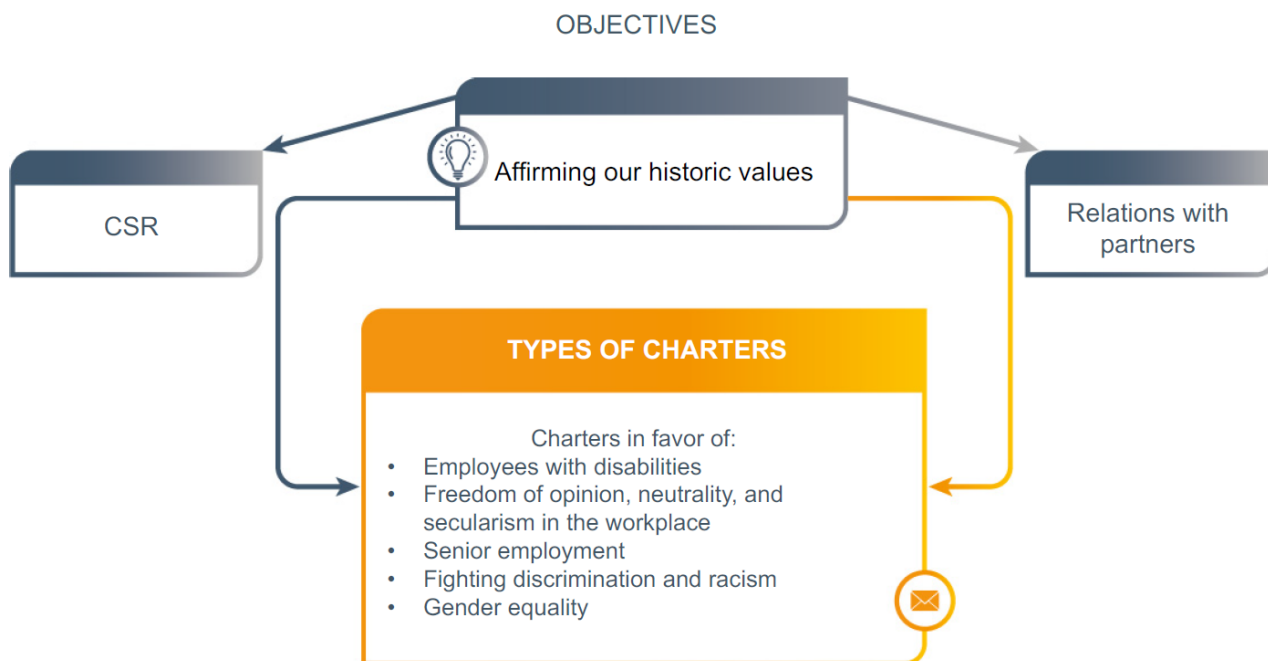 OBJECTIVES
Affirming our historic values
CSR
Relations with
partners
TYPES OF CHARTERS
Charters in favor of:
• Employees with disabilities
• Freedom of opinion, neutrality, and
secularism in the workplace
• Senior employment
• Fighting discrimination and racism
• Gender equality